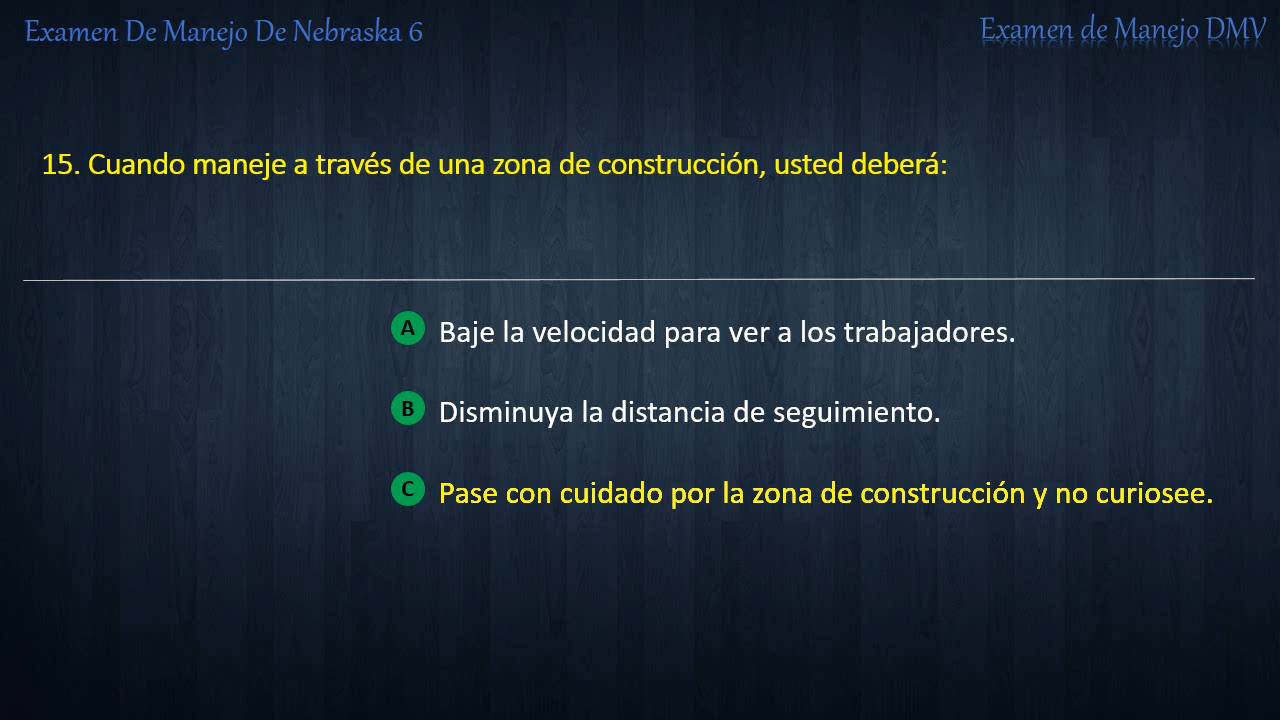 Examen De Manejo De Nebraska 6
Examen de Manejo DMV
15. Cuando maneje a través de una zona de construcción, usted deberá:
A Baje la velocidad para ver a los trabajadores.
B Disminuya la distancia de seguimiento.
C Pase con cuidado por la zona de construcción y no curiosee.